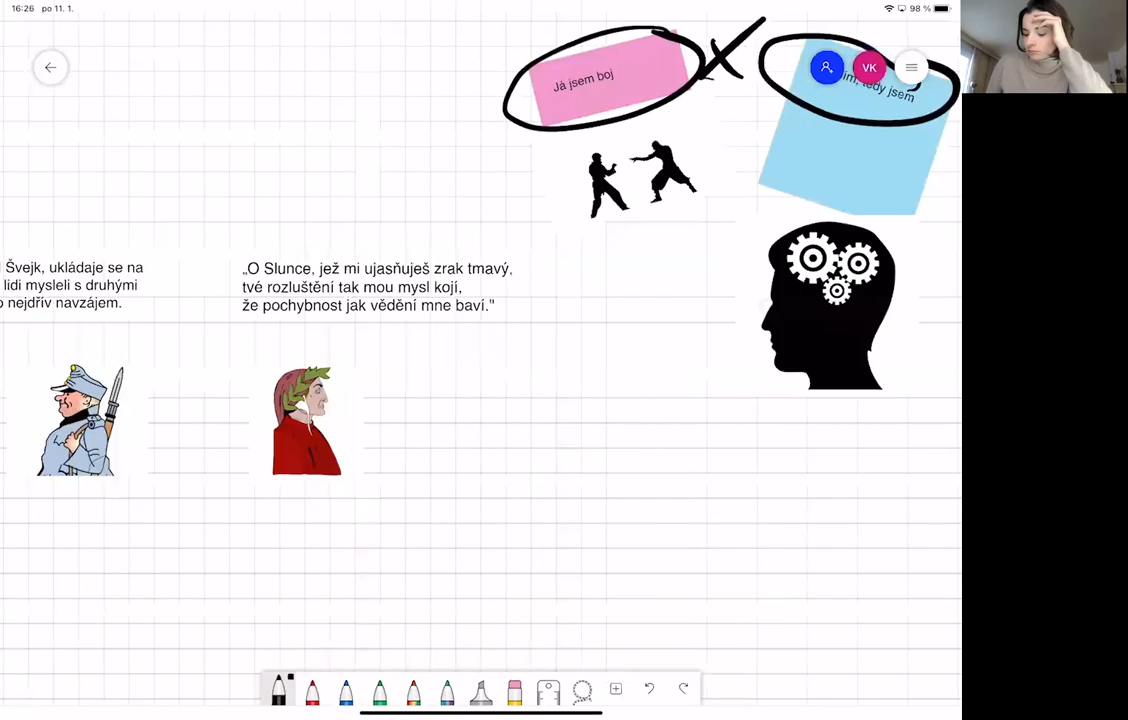 16:26 po 11. 1.
98 %
Já jsem boj
tedy jsem
VK
Švejk, ukládaje se na
lidi mysleli s druhými
nejdřív navzájem.
„O Slunce, jež mi ujasňuješ zrak tmavý,
tvé rozluštění tak mou mysl kojí,
že pochybnost jak vědění mne baví."